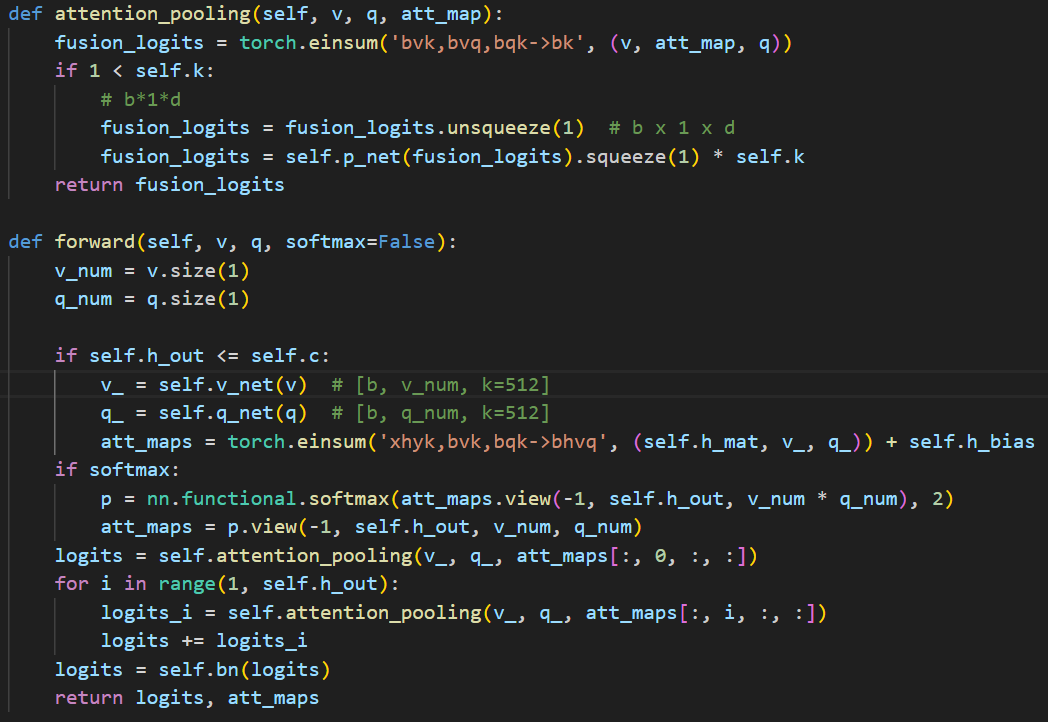 def attention_pooling(self, v, q, att_map):
    fusion_logits = torch.einsum('bvk,bvq,bqk->bk', (v, att_map, q))
    if 1 < self.k:
        # b*1*d
        fusion_logits = fusion_logits.unsqueeze(1)  # b x 1 x d
        fusion_logits = self.p_net(fusion_logits).squeeze(1) * self.k
    return fusion_logits

def forward(self, v, q, softmax=False):
    v_num = v.size(1)
    q_num = q.size(1)

    if self.h_out <= self.c:
        v_ = self.v_net(v)  # [b, v_num, k=512]
        q_ = self.q_net(q)  # [b, q_num, k=512]
        att_maps = torch.einsum('xhyk,bvk,bqk->bhvq', (self.h_mat, v_, q_)) + self.h_bias
    if softmax:
        p = nn.functional.softmax(att_maps.view(-1, self.h_out, v_num * q_num), 2)
        att_maps = p.view(-1, self.h_out, v_num, q_num)
    logits = self.attention_pooling(v_, q_, att_maps[:, 0, :, :])
    for i in range(1, self.h_out):
        logits_i = self.attention_pooling(v_, q_, att_maps[:, i, :, :])
        logits += logits_i
    logits = self.bn(logits)
    return logits, att_maps